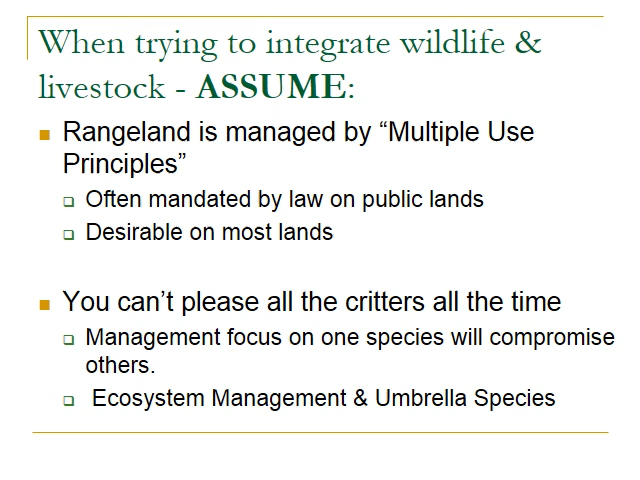 When trying to integrate wildlife &
livestock - ASSUME:
Rangeland is managed by “Multiple Use
Principles”
Often mandated by law on public lands
Desirable on most lands
You can’t please all the critters all the time
Management focus on one species will compromise
others.
Ecosystem Management & Umbrella Species